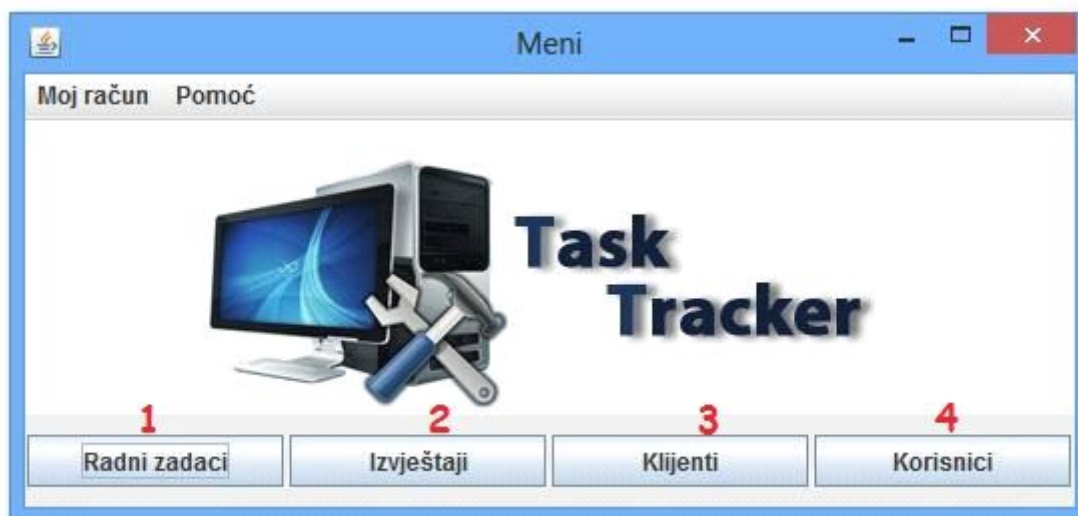 Meni
Moj račun Pomoć
Task
Tracker
1 2 3 4
Radni zadaci Izvještaji Klijenti Korisnici